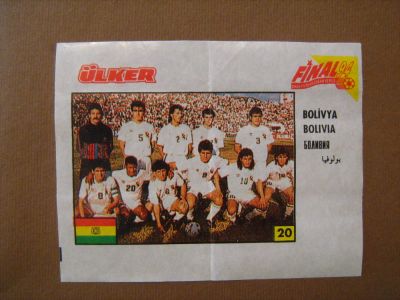 ÜLKER
FINAL 94
BOLİVYA
BOLIVIA
БОЛИВИЯ
بوليفيا
20